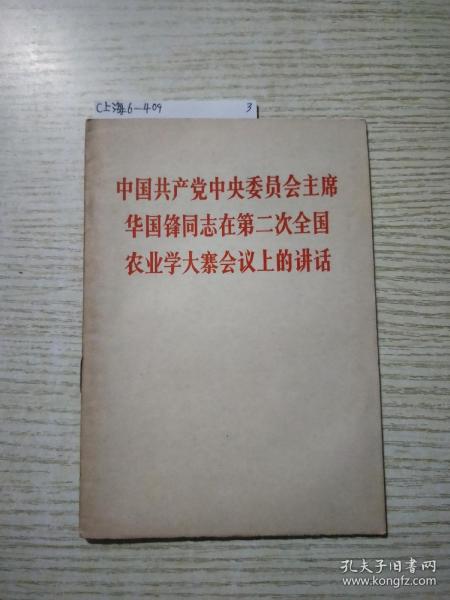 C上海6-409 3
中国共产党中央委员会主席
华国锋同志在第二次全国
农业学大寨会议上的讲话
孔夫子旧书网
www.kongfz.com